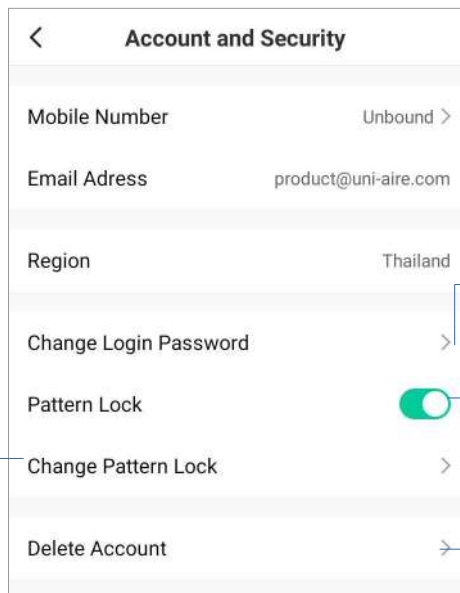 Account and Security
Mobile Number Unbound >
Email Adress product@uni-aire.com
Region Thailand
Change Login Password >
Pattern Lock
Change Pattern Lock >
Delete Account >